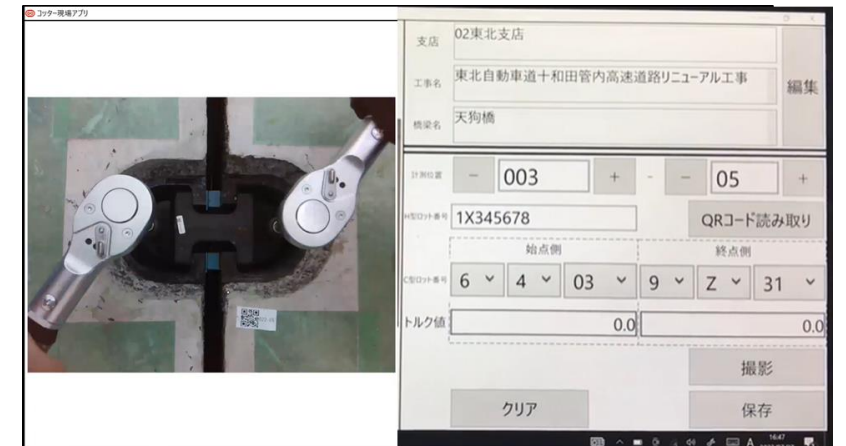 コッター現場アプリ
支店 02東北支店
工事名 東北自動車道十和田管内高速道路リニューアル工事
編集
橋梁名 天狗橋
計測位置 － 003 ＋ - － 05 ＋
H型ロット番号 1X345678 QRコード読み取り
始点側 終点側
C型ロット番号 6 4 03 9 Z 31
トルク値 0.0 0.0
撮影
クリア 保存
A 16:47